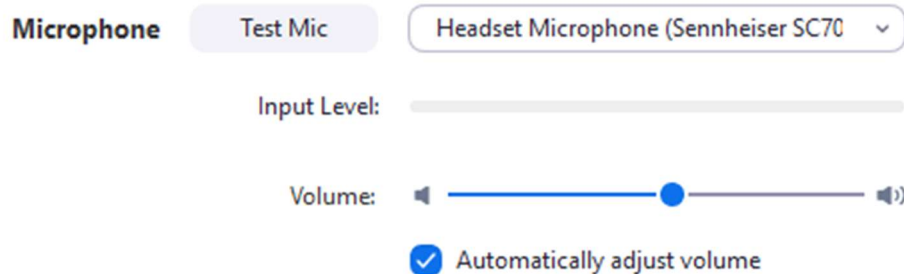 Microphone Test Mic Headset Microphone (Sennheiser SC70
Input Level:
Volume:
Automatically adjust volume